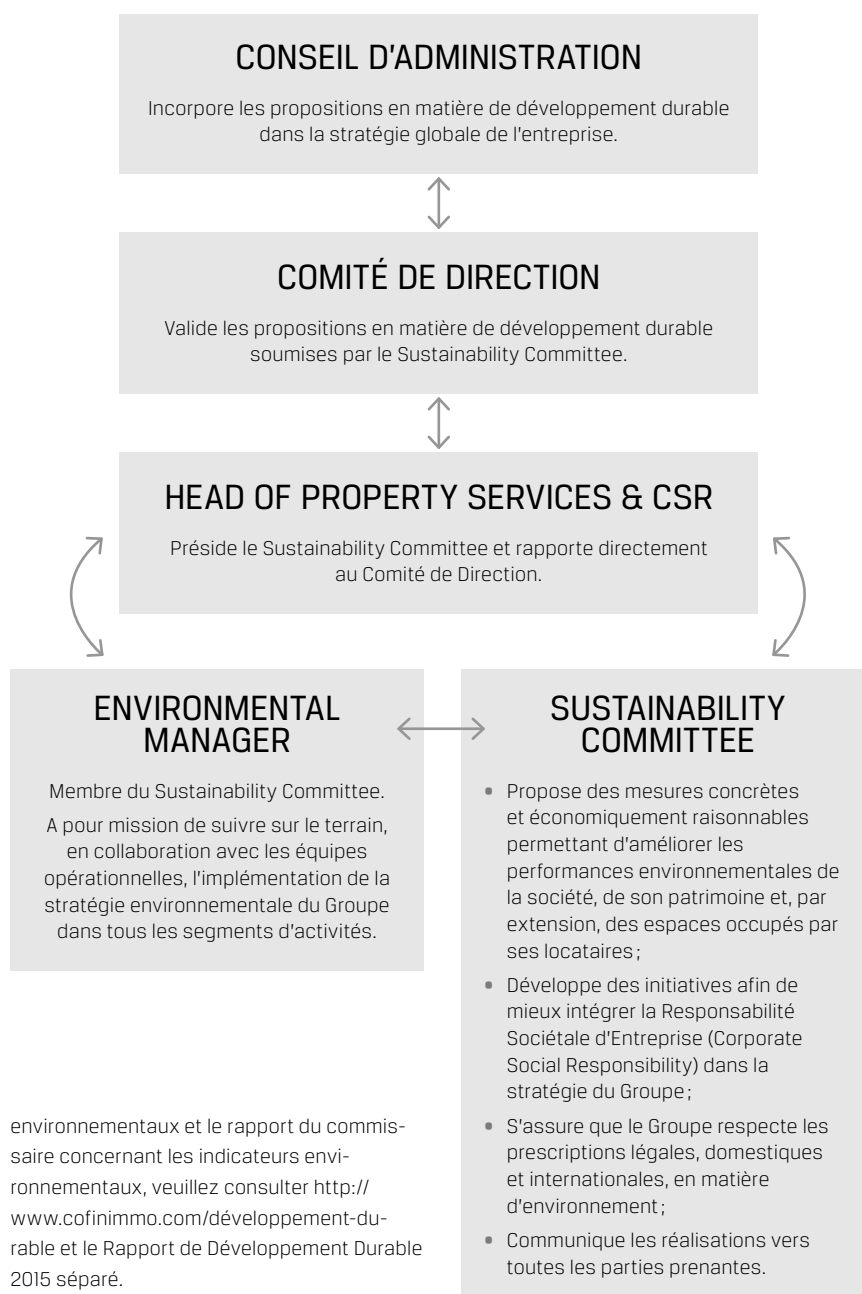 CONSEIL D'ADMINISTRATION
Incorpore les propositions en matière de développement durable
dans la stratégie globale de l'entreprise.
COMITÉ DE DIRECTION
Valide les propositions en matière de développement durable
soumises par le Sustainability Committee.
HEAD OF PROPERTY SERVICES & CSR
Préside le Sustainability Committee et rapporte directement
au Comité de Direction.
ENVIRONMENTAL
MANAGER
Membre du Sustainability Committee.
A pour mission de suivre sur le terrain,
en collaboration avec les équipes
opérationnelles, l'implémentation de la
stratégie environnementale du Groupe
dans tous les segments d'activités.
SUSTAINABILITY
COMMITTEE
• Propose des mesures concrètes
et économiquement raisonnables
permettant d'améliorer les
performances environnementales de
la société, de son patrimoine et, par
extension, des espaces occupés par
ses locataires ;
• Développe des initiatives afin de
mieux intégrer la Responsabilité
Sociétale d'Entreprise (Corporate
Social Responsibility) dans la
stratégie du Groupe ;
• S'assure que le Groupe respecte les
prescriptions légales, domestiques
et internationales, en matière
d'environnement ;
• Communique les réalisations vers
toutes les parties prenantes.
environnementaux et le rapport du commis-
saire concernant les indicateurs envi-
ronnementaux, veuillez consulter http://
www.cofinimmo.com/développement-du-
rable et le Rapport de Développement Durable
2015 séparé.